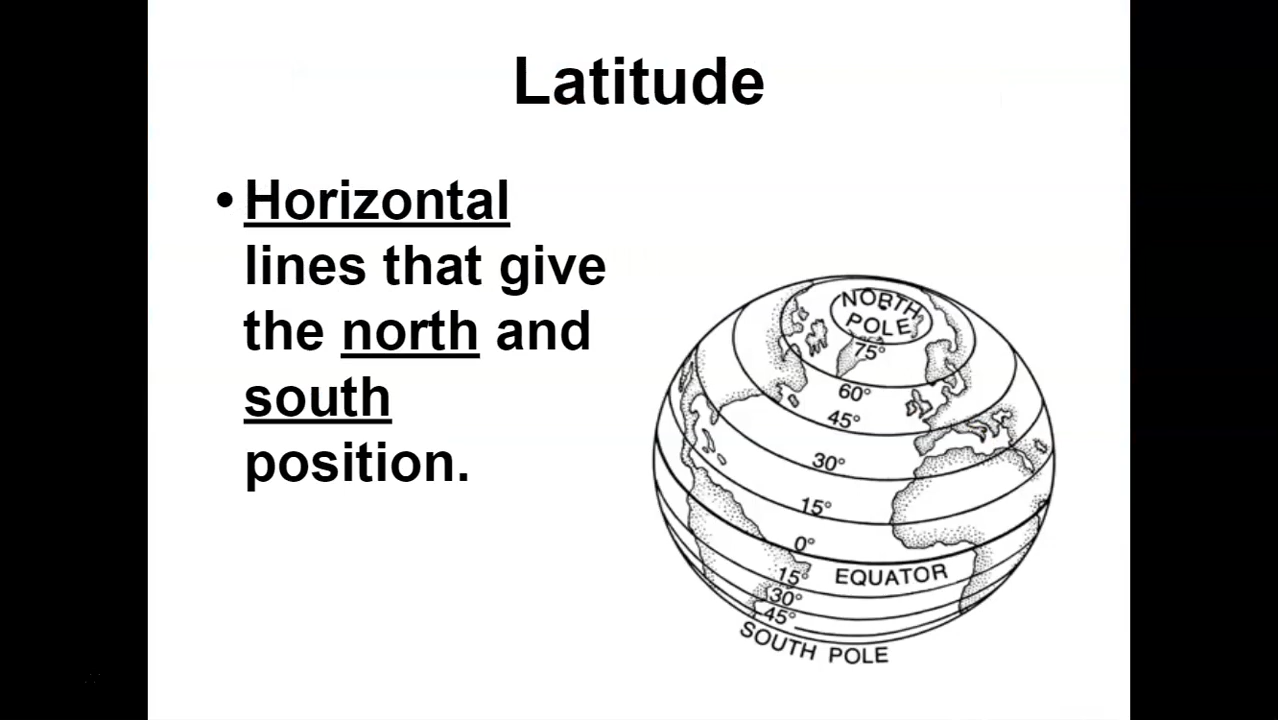 Latitude
• Horizontal
lines that give
the north and
south
position.
NORTH
POLE
75°
60°
45°
30°
15°
0°
EQUATOR
15°
30°
45°
SOUTH POLE